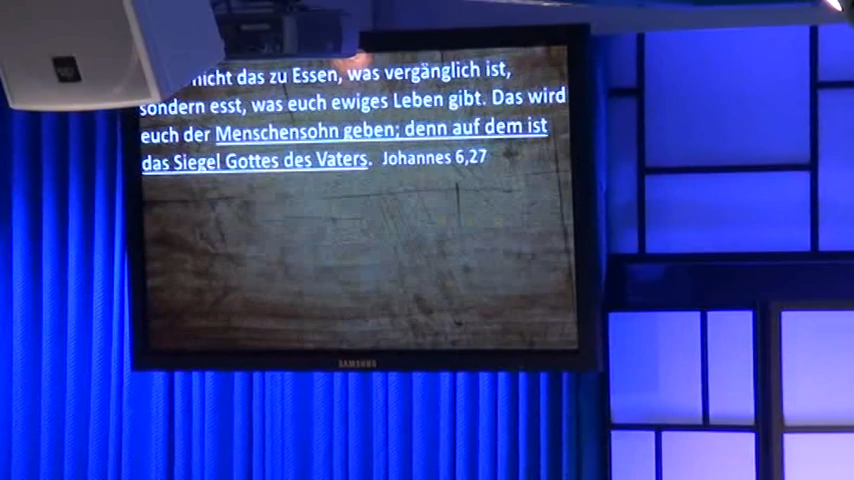 nicht das zu Essen, was vergänglich ist,
sondern esst, was euch ewiges Leben gibt. Das wird
euch der Menschensohn geben; denn auf dem ist
das Siegel Gottes des Vaters. Johannes 6,27
SAMSUNG